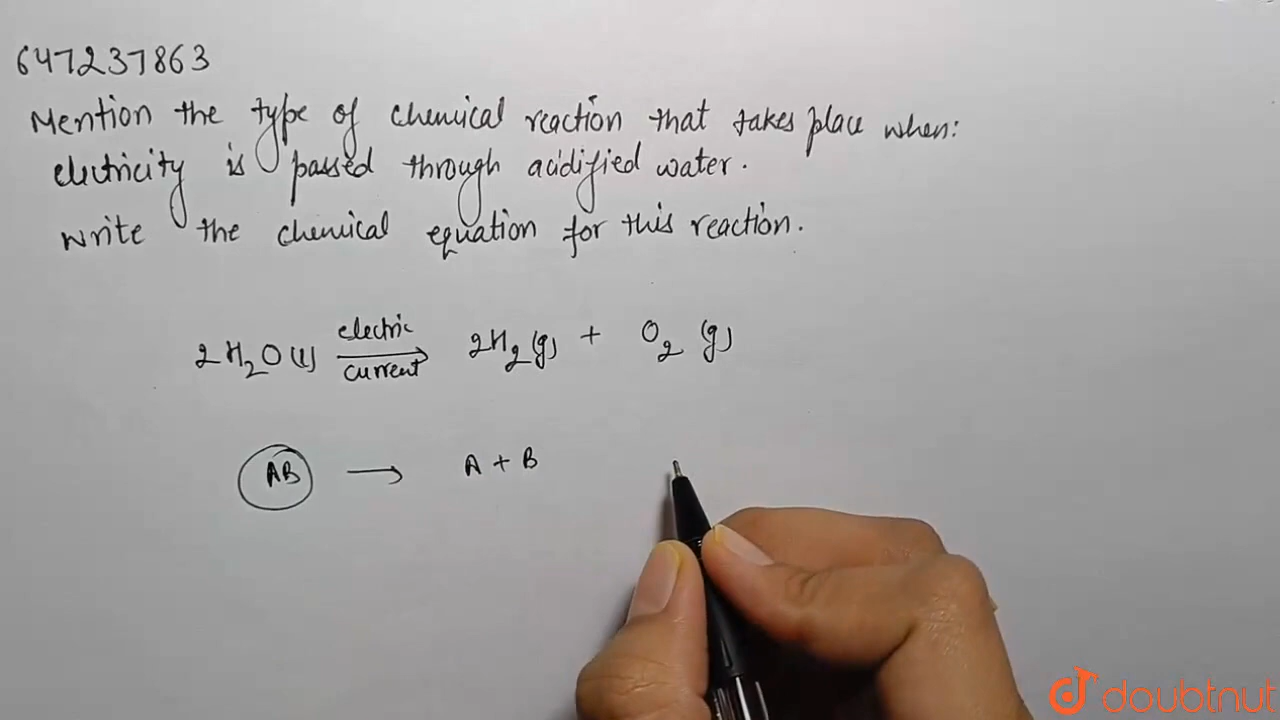 647237863
Mention the type of chemical reaction that takes place when:
electricity is passed through acidified water.
Write the chemical equation for this reaction.
2H₂O(l) electric current → 2H₂(g) + O₂ (g)
AB → A + B
doubtnut